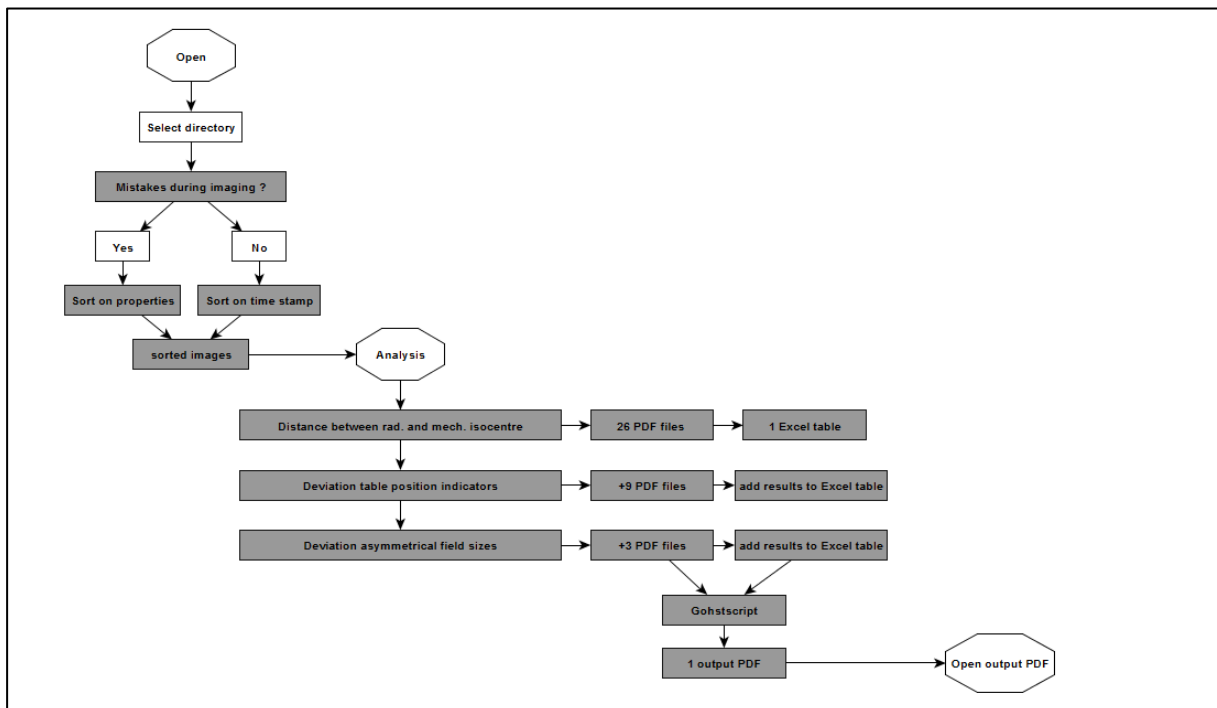 Open
Select directory
Mistakes during imaging ?
Yes
No
Sort on properties
Sort on time stamp
sorted images
Analysis
Distance between rad. and mech. isocentre
26 PDF files
1 Excel table
Deviation table position indicators
+9 PDF files
add results to Excel table
Deviation asymmetrical field sizes
+3 PDF files
add results to Excel table
Gohstscript
1 output PDF
Open output PDF